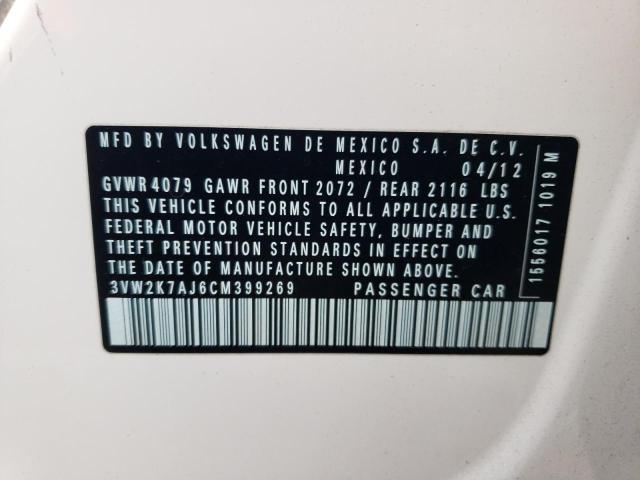 MFD BY VOLKSWAGEN DE MEXICO S.A. DE C.V.
MEXICO 04/12
GVWR 4079 GAWR FRONT 2072 / REAR 2116 LBS
THIS VEHICLE CONFORMS TO ALL APPLICABLE U.S.
FEDERAL MOTOR VEHICLE SAFETY, BUMPER AND
THEFT PREVENTION STANDARDS IN EFFECT ON
THE DATE OF MANUFACTURE SHOWN ABOVE.
3VW2K7AJ6CM399269 PASSENGER CAR
1556017 1019 M